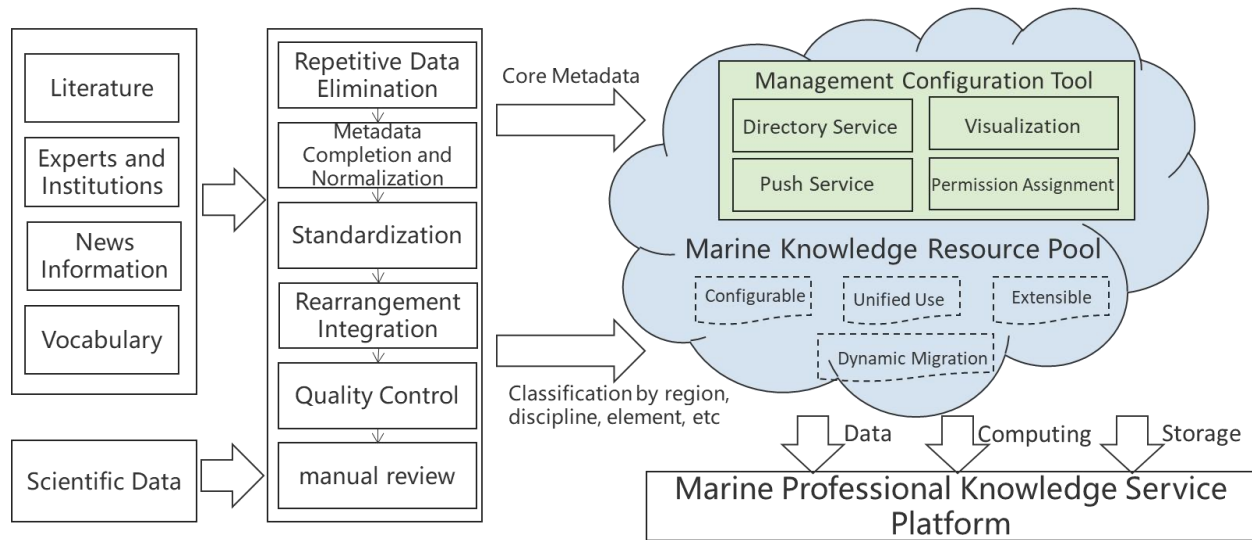 Literature
Experts and
Institutions
News
Information
Vocabulary
Scientific Data
Repetitive Data
Elimination
Metadata
Completion and
Normalization
Standardization
Rearrangement
Integration
Quality Control
manual review
Core Metadata
Classification by region,
discipline, element, etc
Management Configuration Tool
Directory Service
Visualization
Push Service
Permission Assignment
Marine Knowledge Resource Pool
Configurable
Unified Use
Extensible
Dynamic Migration
Data
Computing
Storage
Marine Professional Knowledge Service
Platform